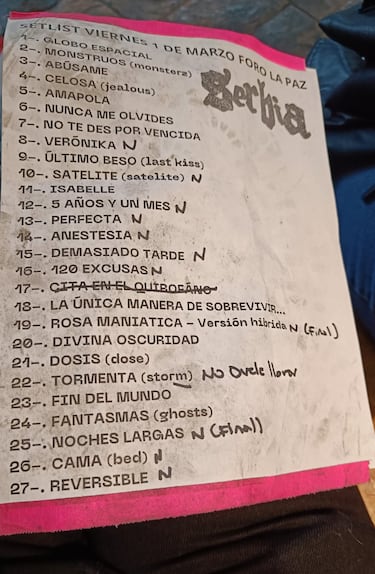 SETLIST VIERNES 1 DE MARZO FORO LA PAZ
Serbia
1-. GLOBO ESPACIAL
2-. MONSTRUOS (monsters)
3-. ABÚSAME
4-. CELOSA (jealous)
5-. AMAPOLA
6-. NUNCA ME OLVIDES
7-. NO TE DES POR VENCIDA
8-. VERÓNIKA N
9-. ÚLTIMO BESO (last kiss)
10-. SATELITE (satelite) N
11-. ISABELLE
12-. 5 AÑOS Y UN MES N
13-. PERFECTA N
14-. ANESTESIA N
15-. DEMASIADO TARDE N
16-. 120 EXCUSAS N
17-. CITA EN EL QUIROFANO
18-. LA ÚNICA MANERA DE SOBREVIVIR...
19-. ROSA MANIATICA - Versión híbrida N (Final)
20-. DIVINA OSCURIDAD
21-. DOSIS (dose)
22-. TORMENTA (storm) No Duele llorar
23-. FIN DEL MUNDO
24-. FANTASMAS (ghosts)
25-. NOCHES LARGAS N (Final)
26-. CAMA (bed) N
27-. REVERSIBLE N